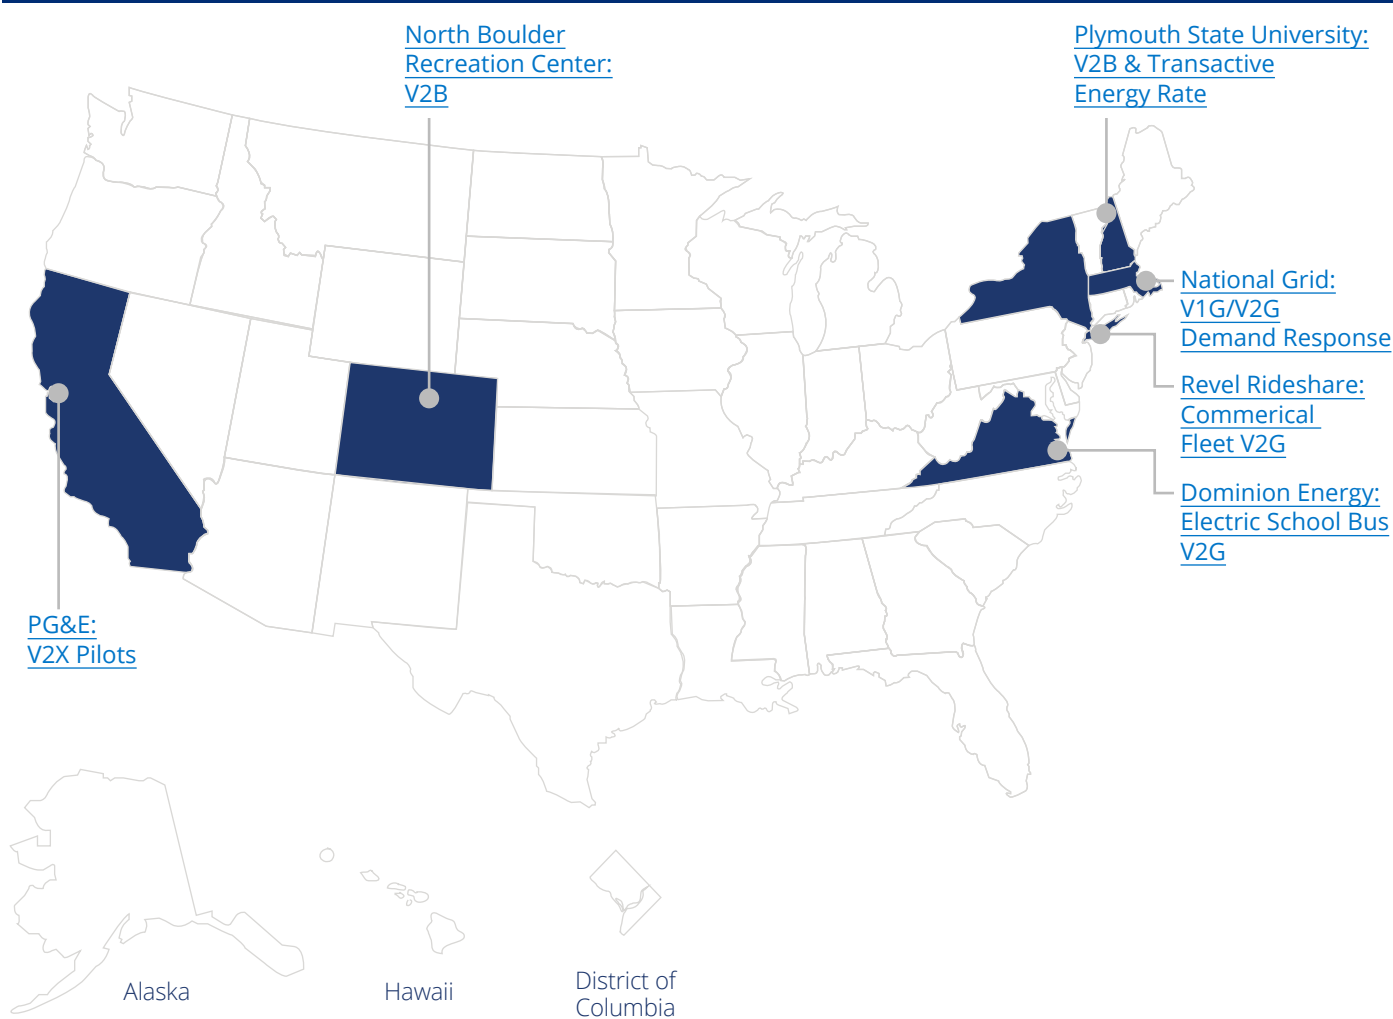 North Boulder
Recreation Center:
V2B
Plymouth State University:
V2B & Transactive
Energy Rate
National Grid:
V1G/V2G
Demand Response
Revel Rideshare:
Commerical
Fleet V2G
Dominion Energy:
Electric School Bus
V2G
PG&E:
V2X Pilots
Alaska
Hawaii
District of
Columbia